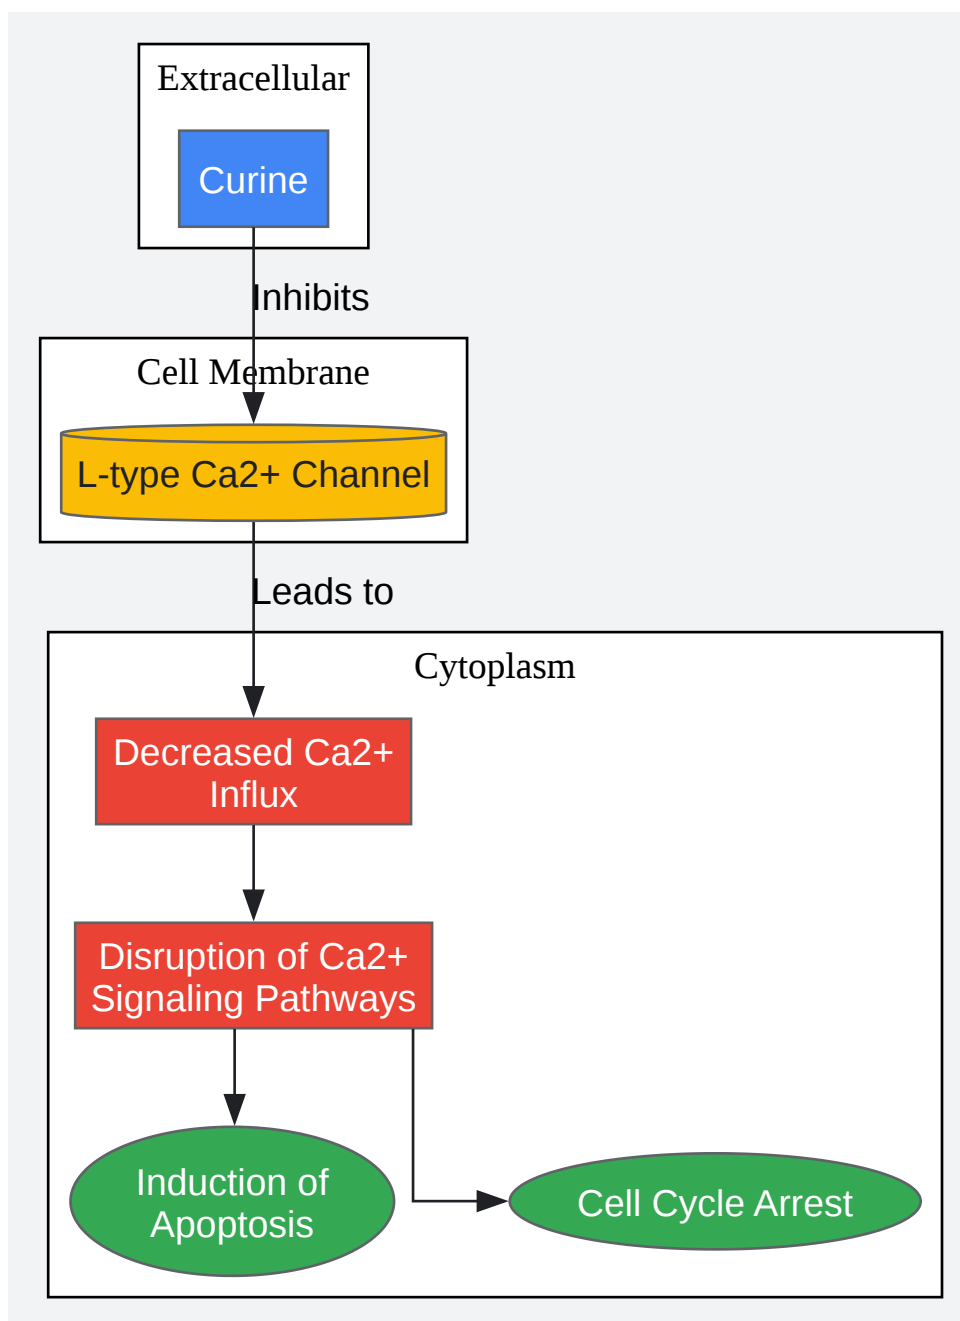 Extracellular
Curine
Inhibits
Cell Membrane
L-type Ca2+ Channel
Leads to
Cytoplasm
Decreased Ca2+
Influx
Disruption of Ca2+
Signaling Pathways
Induction of
Apoptosis
Cell Cycle Arrest